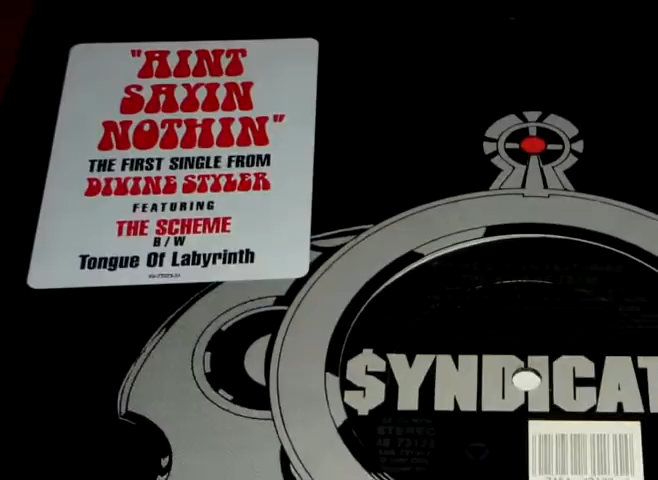 "AINT
SAYIN
NOTHIN"
THE FIRST SINGLE FROM
DIVINE STYLER
FEATURING
THE SCHEME
B/W
Tongue Of Labyrinth
$YNDICAT
STEREO